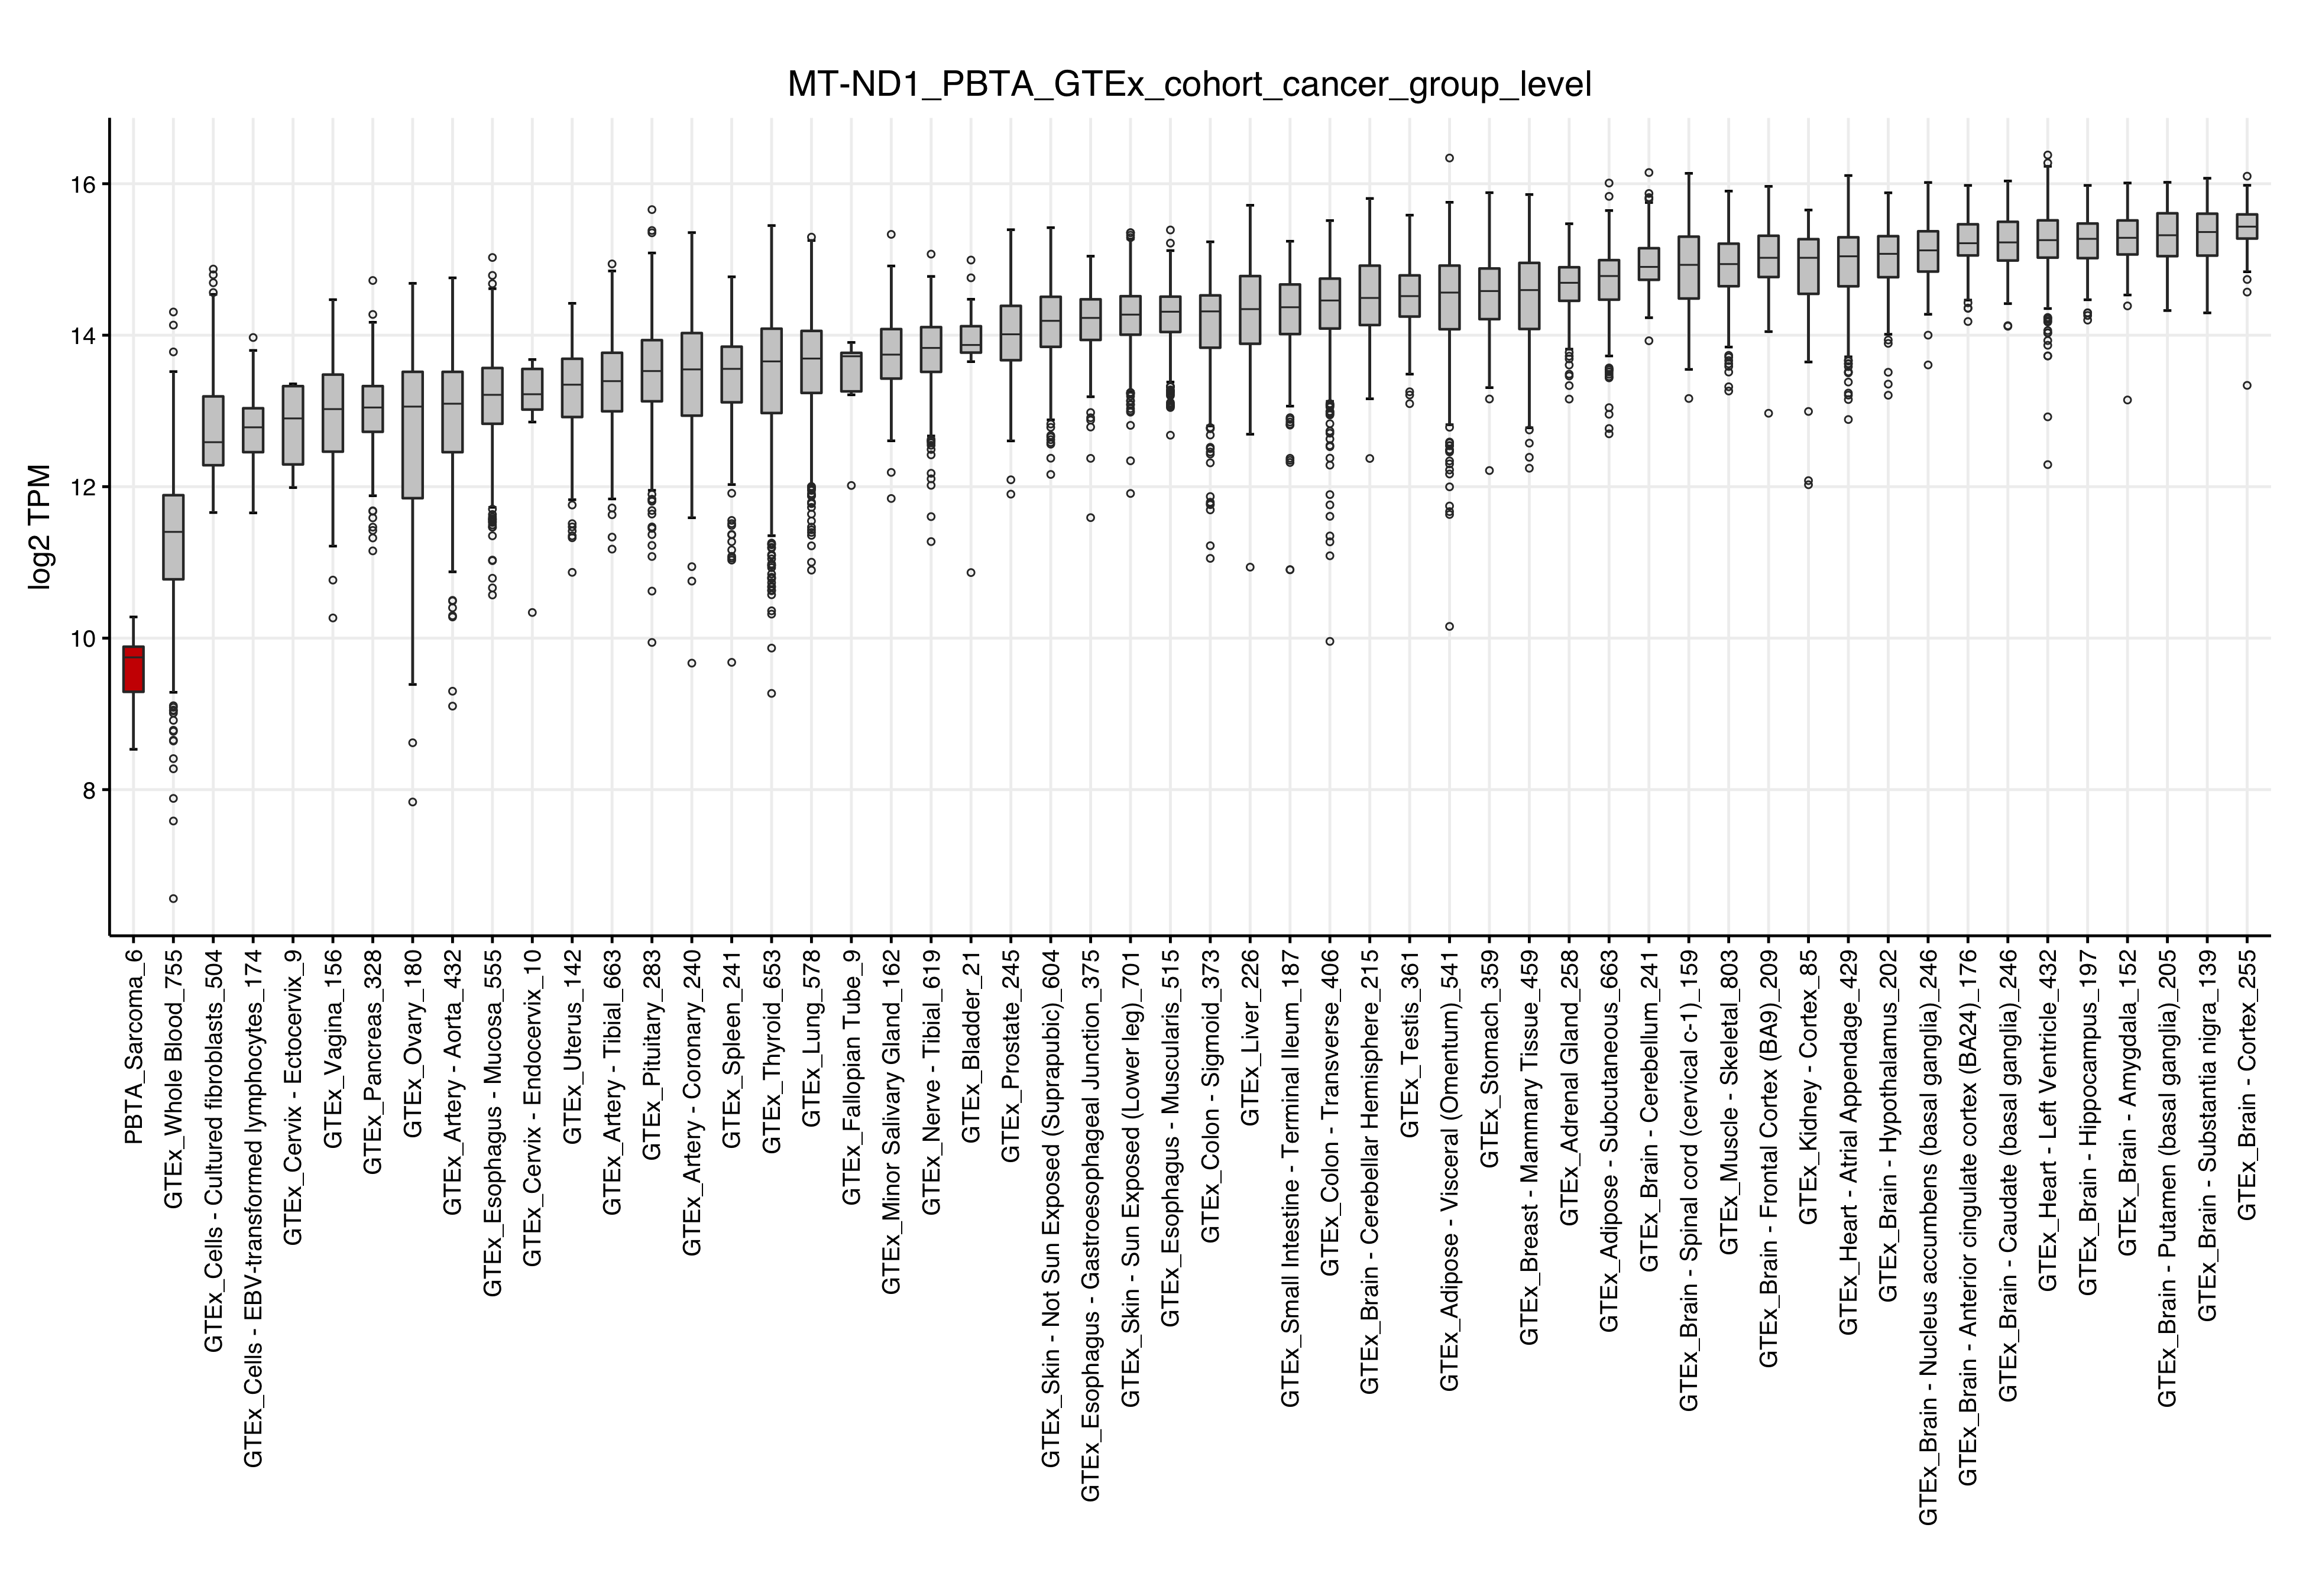 MT-ND1_PBTA_GTEx_cohort_cancer_group_level
log2 TPM
16
14
12
10
8
PBTA_Sarcoma_6
GTEx_Whole Blood_755
GTEx_Cells - Cultured fibroblasts_504
GTEx_Cells - EBV-transformed lymphocytes_174
GTEx_Cervix - Ectocervix_9
GTEx_Vagina_156
GTEx_Pancreas_328
GTEx_Ovary_180
GTEx_Artery - Aorta_432
GTEx_Esophagus - Mucosa_555
GTEx_Cervix - Endocervix_10
GTEx_Uterus_142
GTEx_Artery - Tibial_663
GTEx_Pituitary_283
GTEx_Artery - Coronary_240
GTEx_Spleen_241
GTEx_Thyroid_653
GTEx_Lung_578
GTEx_Fallopian Tube_9
GTEx_Minor Salivary Gland_162
GTEx_Nerve - Tibial_619
GTEx_Bladder_21
GTEx_Prostate_245
GTEx_Skin - Not Sun Exposed (Suprapubic)_604
GTEx_Esophagus - Gastroesophageal Junction_375
GTEx_Skin - Sun Exposed (Lower leg)_701
GTEx_Esophagus - Muscularis_515
GTEx_Colon - Sigmoid_373
GTEx_Liver_226
GTEx_Small Intestine - Terminal Ileum_187
GTEx_Colon - Transverse_406
GTEx_Brain - Cerebellar Hemisphere_215
GTEx_Testis_361
GTEx_Adipose - Visceral (Omentum)_541
GTEx_Stomach_359
GTEx_Breast - Mammary Tissue_459
GTEx_Adrenal Gland_258
GTEx_Adipose - Subcutaneous_663
GTEx_Brain - Cerebellum_241
GTEx_Brain - Spinal cord (cervical c-1)_159
GTEx_Muscle - Skeletal_803
GTEx_Brain - Frontal Cortex (BA9)_209
GTEx_Kidney - Cortex_85
GTEx_Heart - Atrial Appendage_429
GTEx_Brain - Hypothalamus_202
GTEx_Brain - Nucleus accumbens (basal ganglia)_246
GTEx_Brain - Anterior cingulate cortex (BA24)_176
GTEx_Brain - Caudate (basal ganglia)_246
GTEx_Heart - Left Ventricle_432
GTEx_Brain - Hippocampus_197
GTEx_Brain - Amygdala_152
GTEx_Brain - Putamen (basal ganglia)_205
GTEx_Brain - Substantia nigra_139
GTEx_Brain - Cortex_255